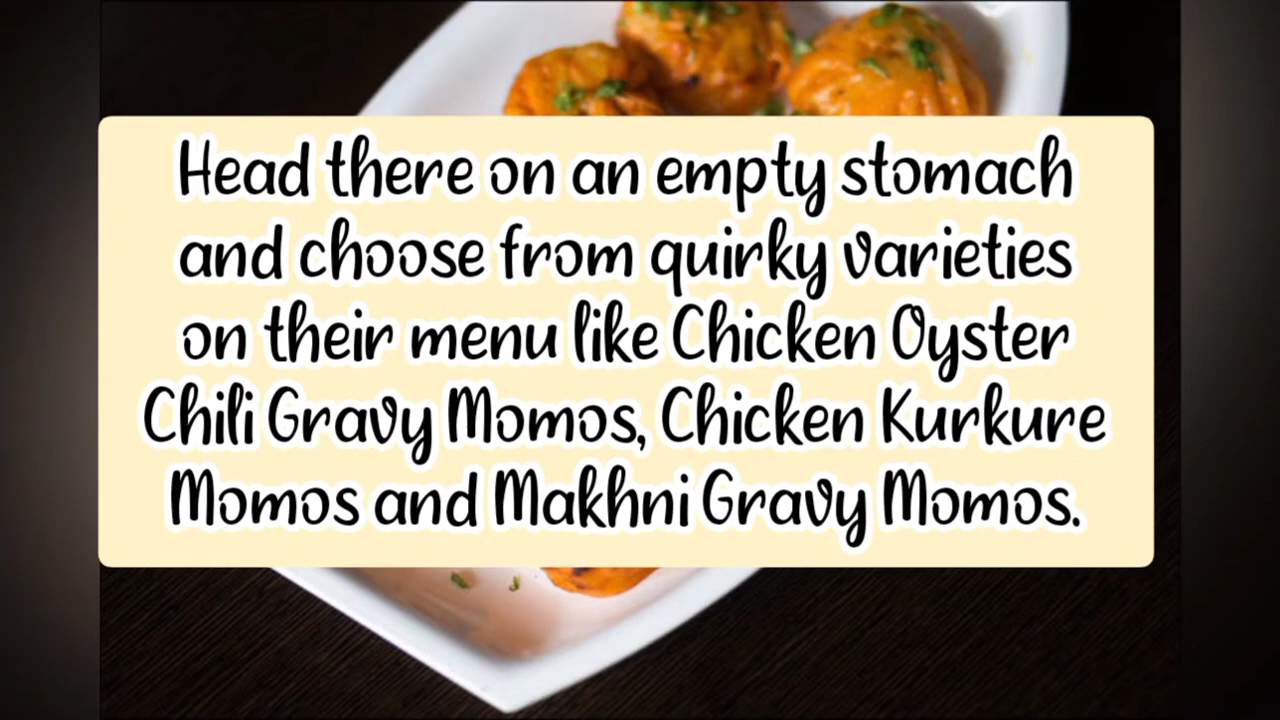 Head there on an empty stomach
and choose from quirky varieties
on their menu like Chicken Oyster
Chili Gravy Momos, Chicken Kurkure
Momos and Makhni Gravy Momos.